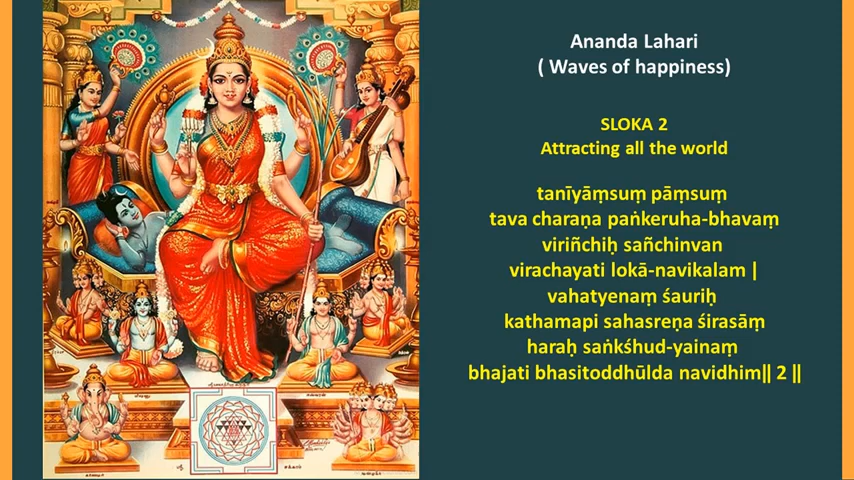 Ananda Lahari
( Waves of happiness)
SLOKA 2
Attracting all the world
tanīyāṃsuṃ pāṃsuṃ
tava charaṇa paṅkeruha-bhavaṃ
viriñchiḥ sañchinvan
virachayati lokā-navikalam |
vahatyenaṃ śauriḥ
kathamapi sahasreṇa śirasāṃ
haraḥ saṅkśhud-yainaṃ
bhajati bhasitoddhūlḍa navidhim‖ 2 ‖